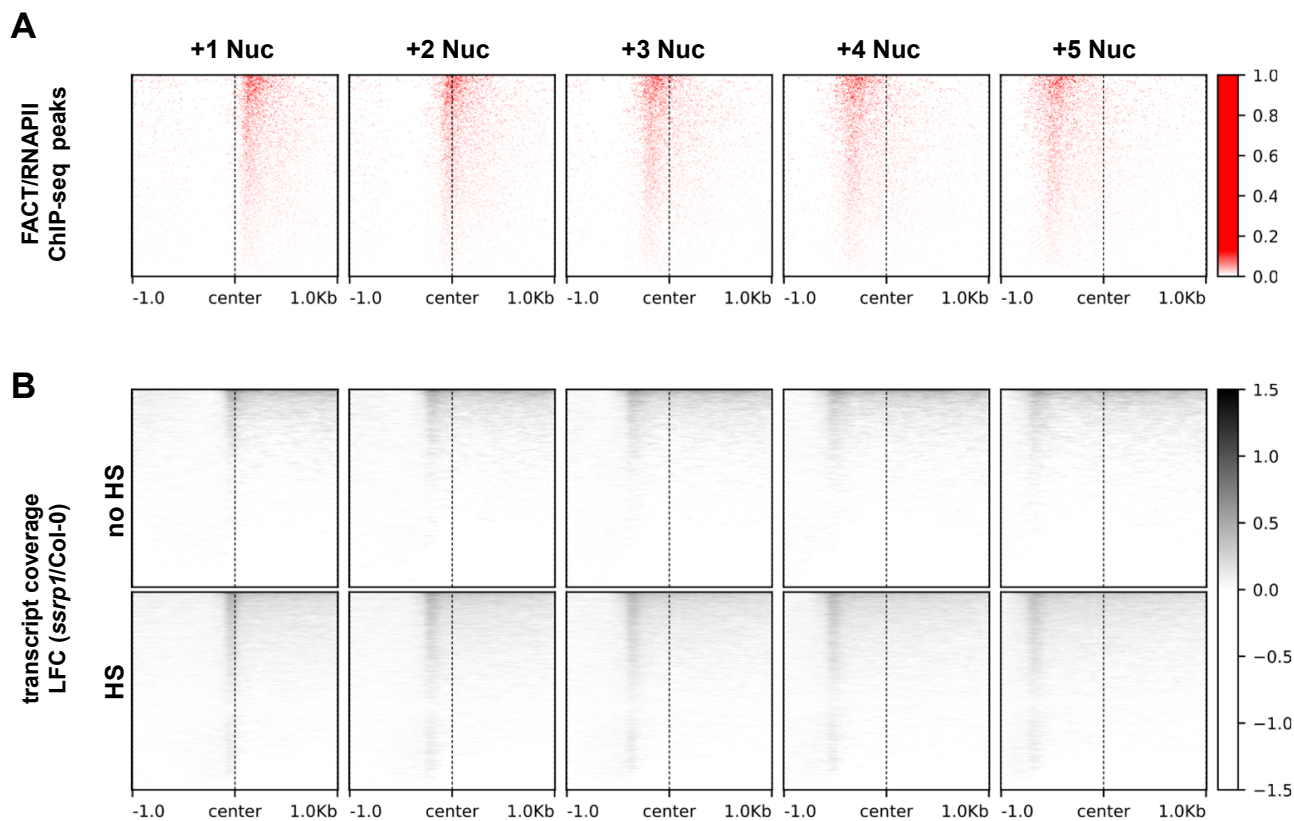 A
+1 Nuc +2 Nuc +3 Nuc +4 Nuc +5 Nuc
FACT/RNAPII
ChIP-seq peaks
1.0
0.8
0.6
0.4
0.2
0.0
-1.0 center 1.0Kb -1.0 center 1.0Kb -1.0 center 1.0Kb -1.0 center 1.0Kb -1.0 center 1.0Kb
B
transcript coverage
LFC (ssrp1/Col-0)
no HS
HS
1.5
1.0
0.5
0.0
−0.5
−1.0
−1.5
-1.0 center 1.0Kb -1.0 center 1.0Kb -1.0 center 1.0Kb -1.0 center 1.0Kb -1.0 center 1.0Kb